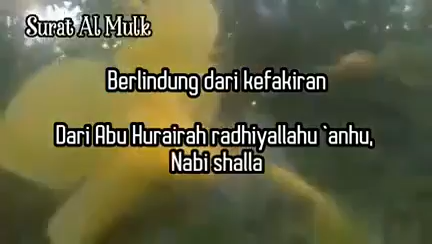 Surat Al Mulk
Berlindung dari kefakiran
Dari Abu Hurairah radhiyallahu `anhu,
Nabi shalla